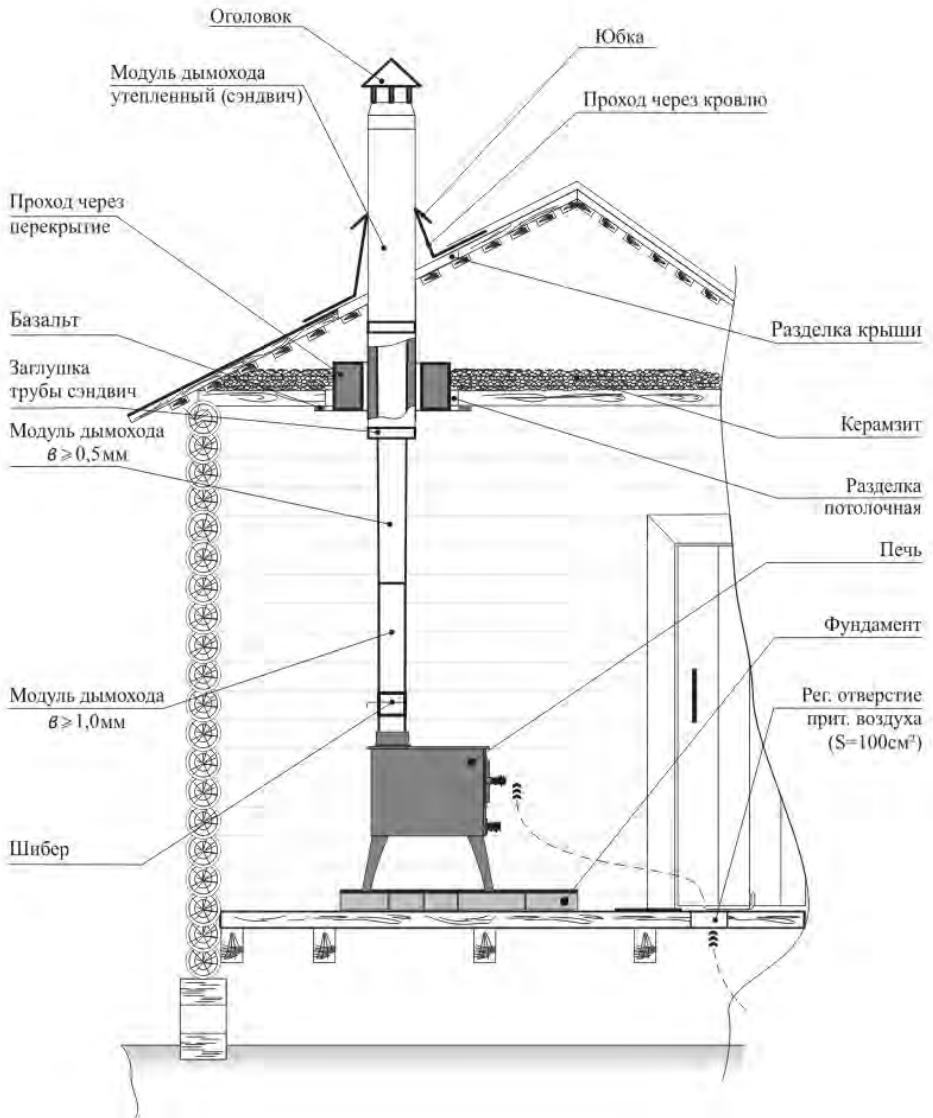 Оголовок
Юбка
Модуль дымохода
утепленный (сэндвич)
Проход через кровлю
Проход через
перекрытие
Базальт
Разделка крыши
Заглушка
трубы сэндвич
Модуль дымохода
в ⩾ 0,5мм
Керамзит
Разделка
потолочная
Печь
Фундамент
Модуль дымохода
в ⩾ 1,0мм
Рег. отверстие
прит. воздуха
(S=100см²)
Шибер